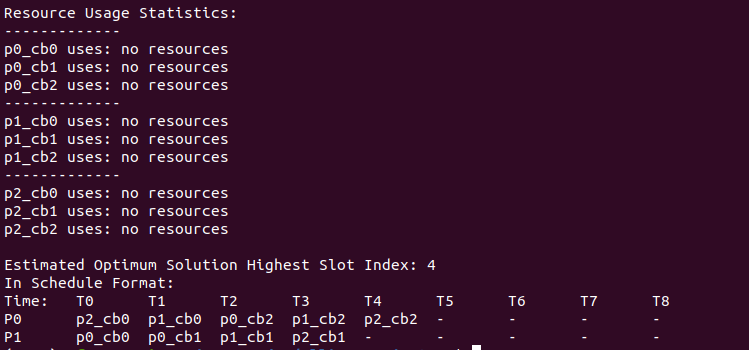 Resource Usage Statistics:
-------------
p0_cb0 uses: no resources
p0_cb1 uses: no resources
p0_cb2 uses: no resources
-------------
p1_cb0 uses: no resources
p1_cb1 uses: no resources
p1_cb2 uses: no resources
-------------
p2_cb0 uses: no resources
p2_cb1 uses: no resources
p2_cb2 uses: no resources

Estimated Optimum Solution Highest Slot Index: 4
In Schedule Format:
Time:   T0      T1      T2      T3      T4      T5      T6      T7      T8
P0      p2_cb0  p1_cb0  p0_cb2  p1_cb2  p2_cb2  -       -       -       -
P1      p0_cb0  p0_cb1  p1_cb1  p2_cb1  -       -       -       -       -